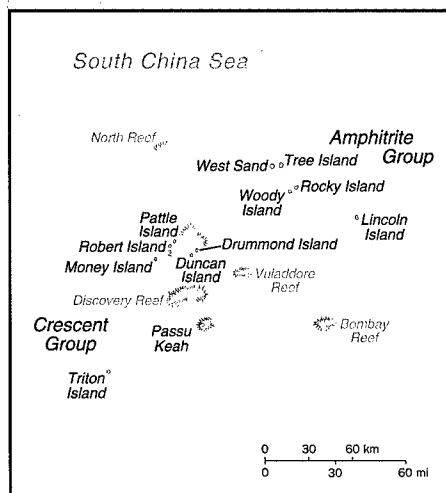 South China Sea
North Reef
Amphitrite
Group
West Sand
Tree Island
Woody
Island
Rocky Island
Lincoln
Island
Pattle
Island
Robert Island
Drummond Island
Money Island
Duncan
Island
Vuladdore
Reef
Discovery Reef
Crescent
Group
Passu
Keah
Bombay
Reef
Triton
Island
0 30 60 km
0 30 60 mi